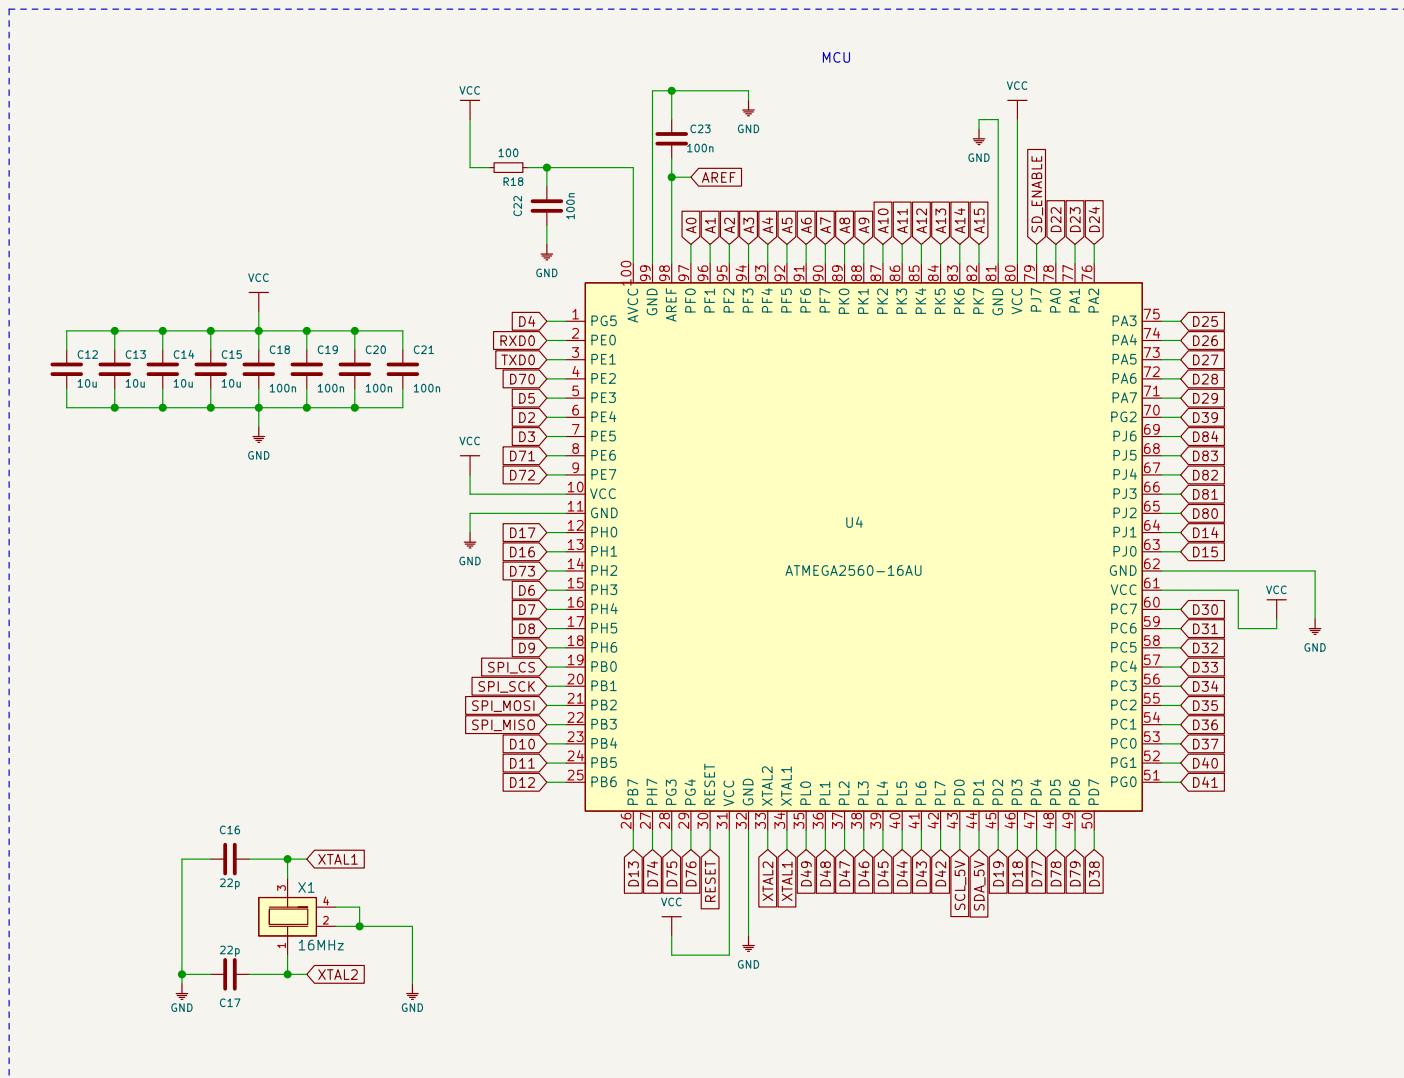 MCU
VCC
100
R18
C22
100n
GND
C23
100n
GND
AREF
VCC
GND
A0
A1
A2
A3
A4
A5
A6
A7
A8
A9
A10
A11
A12
A13
A14
A15
SD_ENABLE
D22
D23
D24
100 AVCC
99 GND
98 AREF
97 PF0
96 PF1
95 PF2
94 PF3
93 PF4
92 PF5
91 PF6
90 PF7
89 PK0
88 PK1
87 PK2
86 PK3
85 PK4
84 PK5
83 PK6
82 PK7
81 GND
80 VCC
79 PJ7
78 PA0
77 PA1
76 PA2
VCC
C12 10u
C13 10u
C14 10u
C15 10u
C18 100n
C19 100n
C20 100n
C21 100n
GND
D4 1 PG5
RXD0 2 PE0
TXD0 3 PE1
D70 4 PE2
D5 5 PE3
D2 6 PE4
D3 7 PE5
D71 8 PE6
D72 9 PE7
VCC
10 VCC
11 GND
GND
D17 12 PH0
D16 13 PH1
D73 14 PH2
D6 15 PH3
D7 16 PH4
D8 17 PH5
D9 18 PH6
SPI_CS 19 PB0
SPI_SCK 20 PB1
SPI_MOSI 21 PB2
SPI_MISO 22 PB3
D10 23 PB4
D11 24 PB5
D12 25 PB6
U4
ATMEGA2560-16AU
PA3 75 D25
PA4 74 D26
PA5 73 D27
PA6 72 D28
PA7 71 D29
PG2 70 D39
PJ6 69 D84
PJ5 68 D83
PJ4 67 D82
PJ3 66 D81
PJ2 65 D80
PJ1 64 D14
PJ0 63 D15
GND 62
VCC 61
VCC
GND
PC7 60 D30
PC6 59 D31
PC5 58 D32
PC4 57 D33
PC3 56 D34
PC2 55 D35
PC1 54 D36
PC0 53 D37
PG1 52 D40
PG0 51 D41
PB7 26 D13
PH7 27 D74
PG3 28 D75
PG4 29 D76
RESET 30 RESET
VCC 31
GND 32
XTAL2 33 XTAL2
XTAL1 34 XTAL1
PL0 35 D49
PL1 36 D48
PL2 37 D47
PL3 38 D46
PL4 39 D45
PL5 40 D44
PL6 41 D43
PL7 42 D42
PD0 43 SCL_5V
PD1 44 SDA_5V
PD2 45 D19
PD3 46 D18
PD4 47 D77
PD5 48 D78
PD6 49 D79
PD7 50 D38
VCC
GND
C16
22p
XTAL1
3
X1
4
2
1
16MHz
22p
C17
XTAL2
GND
GND